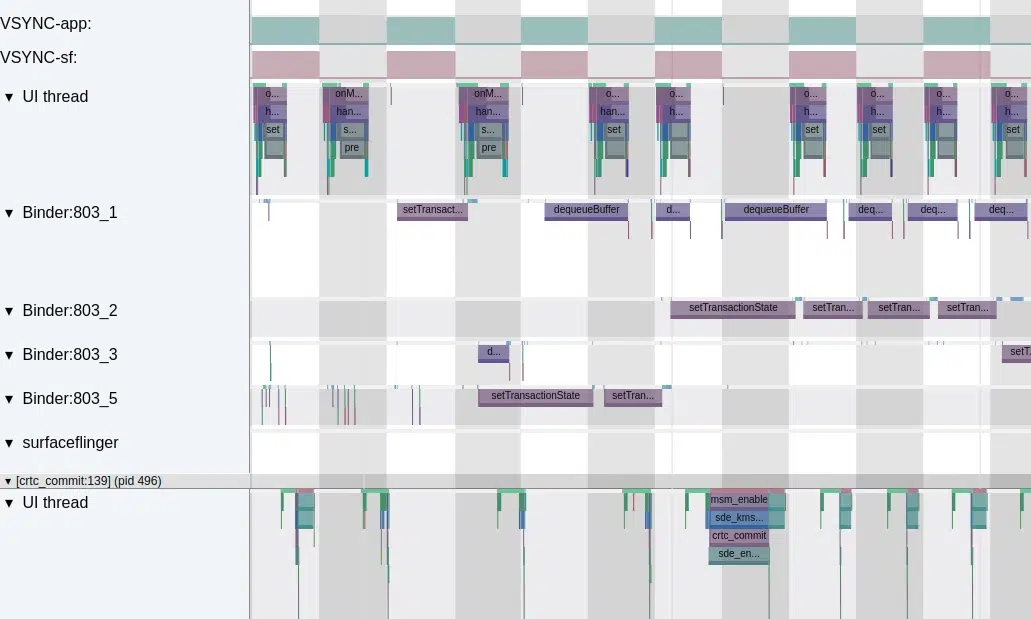 VSYNC-app:
VSYNC-sf:
▼ UI thread
o... onM... onM... o... o... o... o... o... o...
h... han... han... han... h... h... h... h... h...
set s... s... set set set set
pre pre
▼ Binder:803_1
setTransact... dequeueBuffer d... dequeueBuffer deq... deq... deq...
▼ Binder:803_2
setTransactionState setTran... setTran... setTran...
▼ Binder:803_3
d... setT
▼ Binder:803_5
setTransactionState setTran...
▼ surfaceflinger
▼ [crtc_commit:139] (pid 496)
▼ UI thread
msm_enable
sde_kms...
crtc_commit
sde_en...